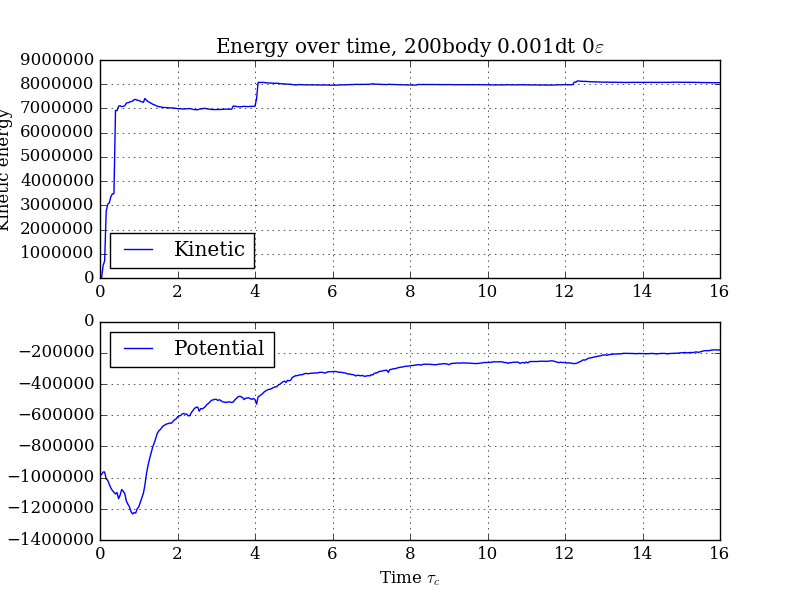 Energy over time, 200body 0.001dt 0ε
9000000
8000000
7000000
6000000
5000000
4000000
3000000
2000000
1000000
0
Kinetic energy
Kinetic
0 2 4 6 8 10 12 14 16
0
−200000
−400000
−600000
−800000
−1000000
−1200000
−1400000
Potential
0 2 4 6 8 10 12 14 16
Time τc